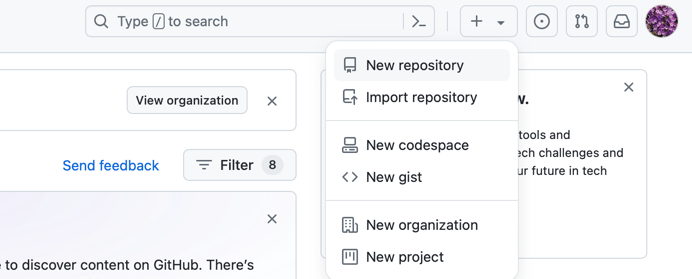 Type / to search
New repository
Import repository
New codespace
New gist
New organization
New project
View organization
Send feedback
Filter 8
to discover content on GitHub. There's
w.
tools and
ech challenges and
ur future in tech